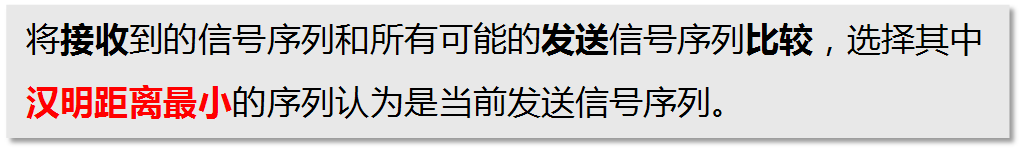 将接收到的信号序列和所有可能的发送信号序列比较，选择其中
汉明距离最小的序列认为是当前发送信号序列。